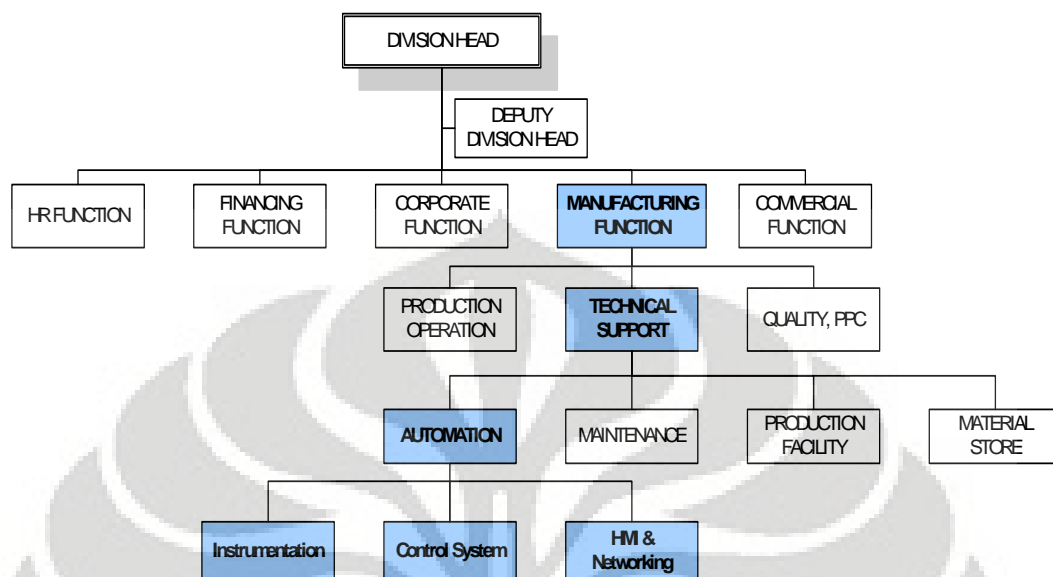 DIVISION HEAD
DEPUTY
DIVISION HEAD
HR FUNCTION
FINANCING
FUNCTION
CORPORATE
FUNCTION
MANUFACTURING
FUNCTION
COMMERCIAL
FUNCTION
PRODUCTION
OPERATION
TECHNICAL
SUPPORT
QUALITY, PPC
AUTOMATION
MAINTENANCE
PRODUCTION
FACILITY
MATERIAL
STORE
Instrumentation
Control System
HMI &
Networking